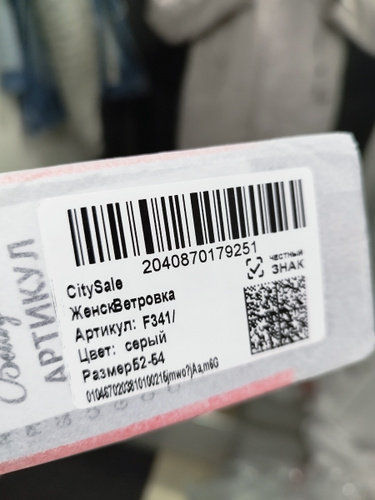 2040870179251
CitySale
ЖенскВетровка
Артикул: F341/
Цвет: серый
Размер52-54
ЧЕСТНЫЙ
ЗНАК
АРТИКУЛ